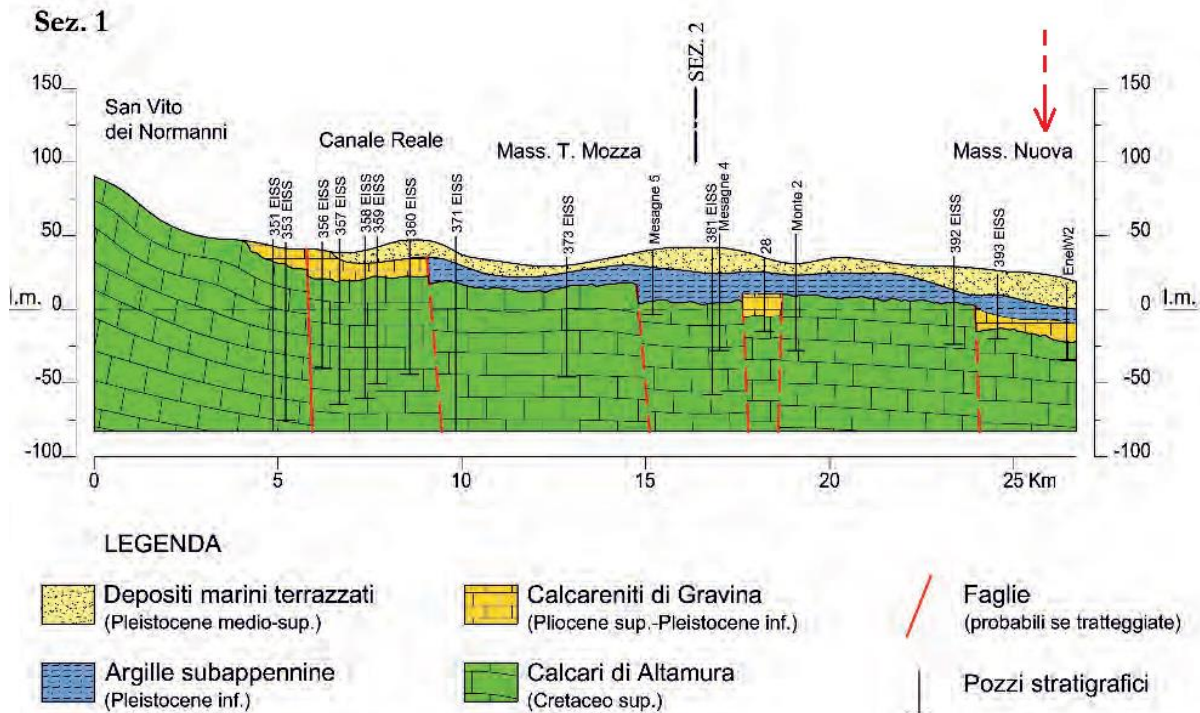 Sez. 1
SEZ. 2
150
150
San Vito
dei Normanni
Canale Reale
Mass. T. Mozza
Mass. Nuova
100
100
351 EISS
353 EISS
356 EISS
357 EISS
358 EISS
359 EISS
360 EISS
371 EISS
373 EISS
Mesagne 5
381 EISS
Mesagne 4
28
Monte 2
392 EISS
393 EISS
EnelW2
50
50
l.m.
0
0
l.m.
-50
-50
-100
-100
0
5
10
15
20
25 Km
LEGENDA
Depositi marini terrazzati
(Pleistocene medio-sup.)
Calcareniti di Gravina
(Pliocene sup.-Pleistocene inf.)
Faglie
(probabili se tratteggiate)
Argille subappennine
(Pleistocene inf.)
Calcari di Altamura
(Cretaceo sup.)
Pozzi stratigrafici